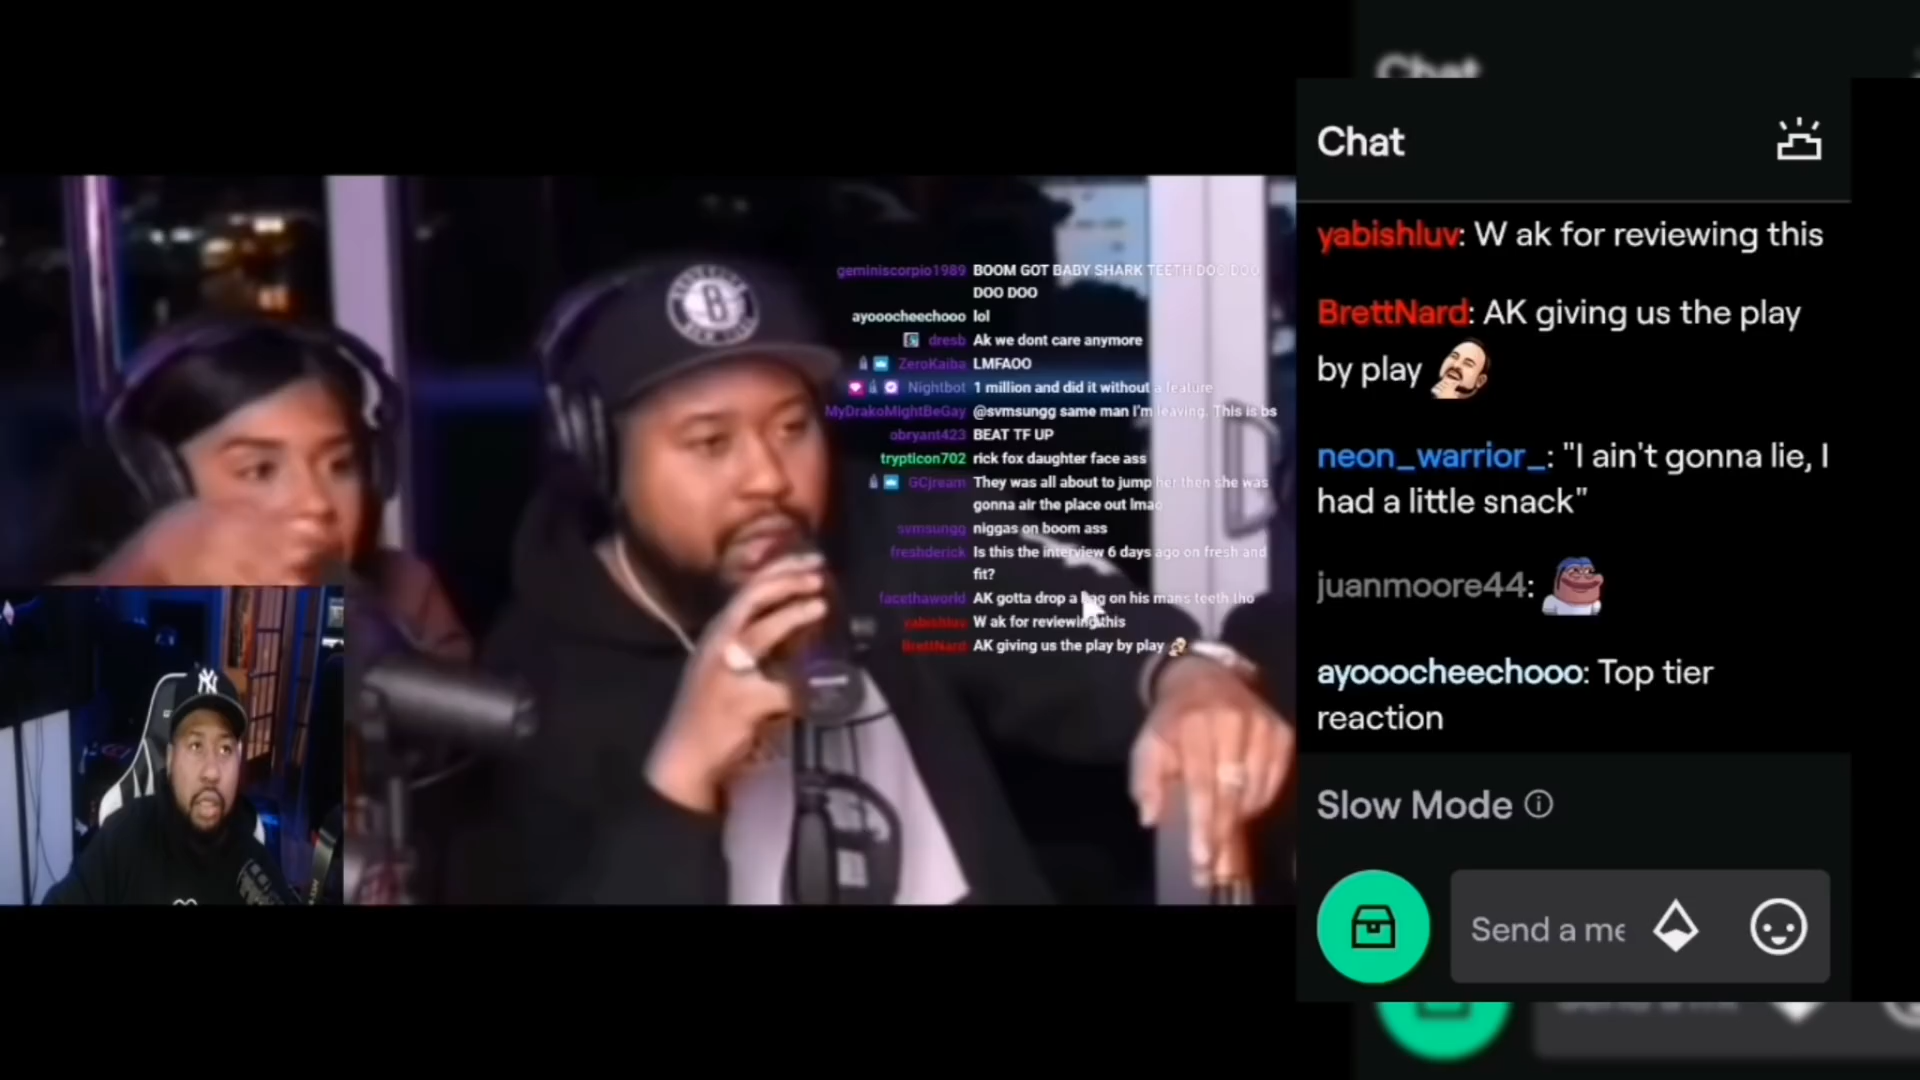 Chat
geminiscorpio1989 BOOM GOT BABY SHARK TEETH DOO DOO
DOO DOO
ayooocheechooo lol
dresb Ak we dont care anymore
ZeroKaiba LMFAOO
Nightbot 1 million and did it without a feature
MyDrakoMightBeGay @svmsungg same man I'm leaving. This is bs
obryant423 BEAT TF UP
trypticon702 rick fox daughter face ass
GCjream They was all about to jump her then she was
gonna air the place out lmao
svmsungg niggas on boom ass
freshderick Is this the interview 6 days ago on fresh and
fit?
facethaworld AK gotta drop a bag on his mans teeth tho
yabishluv W ak for reviewing this
BrettNard AK giving us the play by play
B
NY
Chat
yabishluv: W ak for reviewing this
BrettNard: AK giving us the play
by play
neon_warrior_: "I ain't gonna lie, I
had a little snack"
juanmoore44:
ayooocheechooo: Top tier
reaction
Slow Mode
Send a me